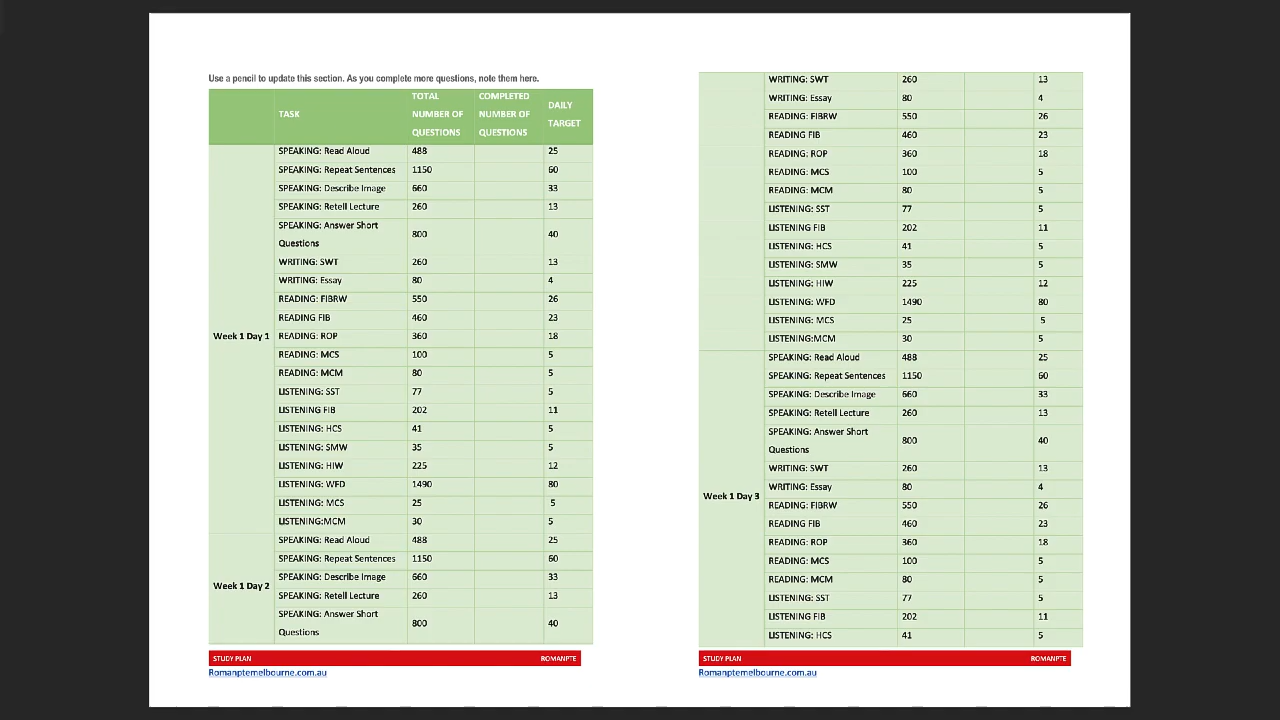 Use a pencil to update this section. As you complete more questions, note them here.
TASK TOTAL NUMBER OF QUESTIONS COMPLETED NUMBER OF QUESTIONS DAILY TARGET
Week 1 Day 1
SPEAKING: Read Aloud 488 25
SPEAKING: Repeat Sentences 1150 60
SPEAKING: Describe Image 660 33
SPEAKING: Retell Lecture 260 13
SPEAKING: Answer Short Questions 800 40
WRITING: SWT 260 13
WRITING: Essay 80 4
READING: FIBRW 550 26
READING FIB 460 23
READING: ROP 360 18
READING: MCS 100 5
READING: MCM 80 5
LISTENING: SST 77 5
LISTENING FIB 202 11
LISTENING: HCS 41 5
LISTENING: SMW 35 5
LISTENING: HIW 225 12
LISTENING: WFD 1490 80
LISTENING: MCS 25 5
LISTENING:MCM 30 5
Week 1 Day 2
SPEAKING: Read Aloud 488 25
SPEAKING: Repeat Sentences 1150 60
SPEAKING: Describe Image 660 33
SPEAKING: Retell Lecture 260 13
SPEAKING: Answer Short Questions 800 40
STUDY PLAN ROMANPTE
Romanptemelbourne.com.au
WRITING: SWT 260 13
WRITING: Essay 80 4
READING: FIBRW 550 26
READING FIB 460 23
READING: ROP 360 18
READING: MCS 100 5
READING: MCM 80 5
LISTENING: SST 77 5
LISTENING FIB 202 11
LISTENING: HCS 41 5
LISTENING: SMW 35 5
LISTENING: HIW 225 12
LISTENING: WFD 1490 80
LISTENING: MCS 25 5
LISTENING:MCM 30 5
Week 1 Day 3
SPEAKING: Read Aloud 488 25
SPEAKING: Repeat Sentences 1150 60
SPEAKING: Describe Image 660 33
SPEAKING: Retell Lecture 260 13
SPEAKING: Answer Short Questions 800 40
WRITING: SWT 260 13
WRITING: Essay 80 4
READING: FIBRW 550 26
READING FIB 460 23
READING: ROP 360 18
READING: MCS 100 5
READING: MCM 80 5
LISTENING: SST 77 5
LISTENING FIB 202 11
LISTENING: HCS 41 5
STUDY PLAN ROMANPTE
Romanptemelbourne.com.au